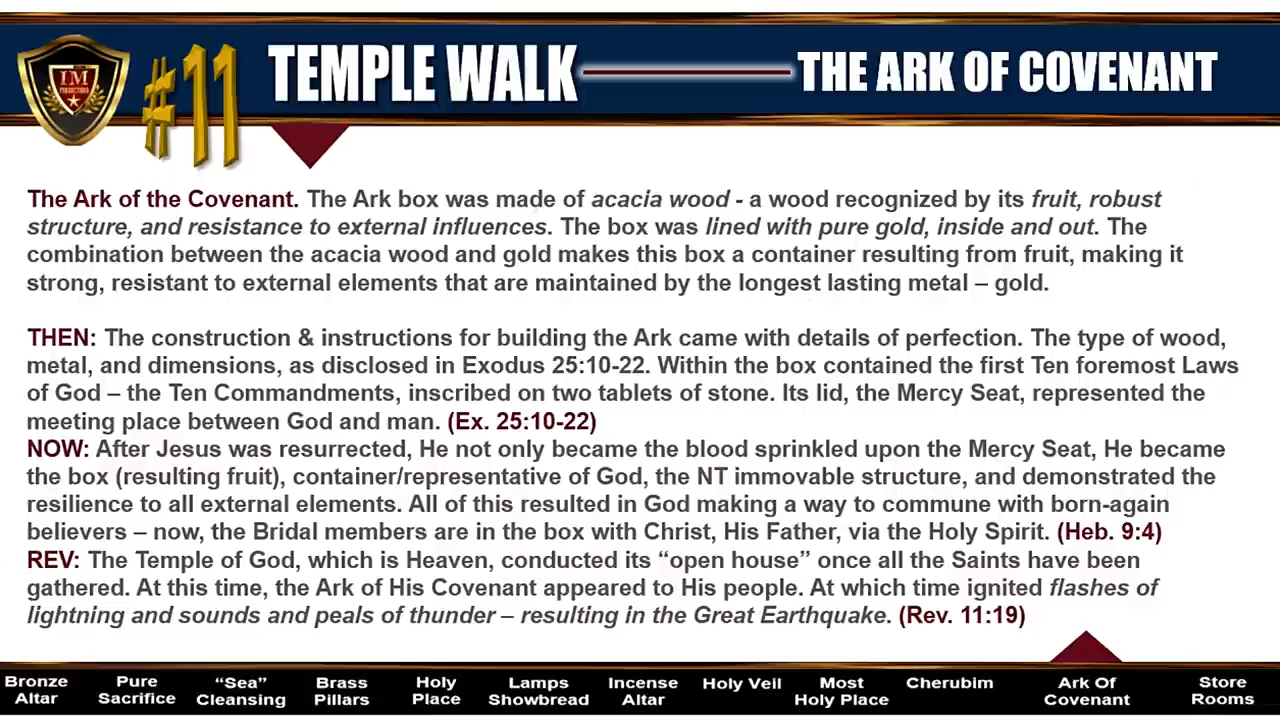 IM
PRODUCTIONS
#11
TEMPLE WALK
THE ARK OF COVENANT
The Ark of the Covenant. The Ark box was made of acacia wood - a wood recognized by its fruit, robust
structure, and resistance to external influences. The box was lined with pure gold, inside and out. The
combination between the acacia wood and gold makes this box a container resulting from fruit, making it
strong, resistant to external elements that are maintained by the longest lasting metal – gold.
THEN: The construction & instructions for building the Ark came with details of perfection. The type of wood,
metal, and dimensions, as disclosed in Exodus 25:10-22. Within the box contained the first Ten foremost Laws
of God – the Ten Commandments, inscribed on two tablets of stone. Its lid, the Mercy Seat, represented the
meeting place between God and man. (Ex. 25:10-22)
NOW: After Jesus was resurrected, He not only became the blood sprinkled upon the Mercy Seat, He became
the box (resulting fruit), container/representative of God, the NT immovable structure, and demonstrated the
resilience to all external elements. All of this resulted in God making a way to commune with born-again
believers – now, the Bridal members are in the box with Christ, His Father, via the Holy Spirit. (Heb. 9:4)
REV: The Temple of God, which is Heaven, conducted its “open house” once all the Saints have been
gathered. At this time, the Ark of His Covenant appeared to His people. At which time ignited flashes of
lightning and sounds and peals of thunder – resulting in the Great Earthquake. (Rev. 11:19)
Bronze
Altar
Pure
Sacrifice
“Sea”
Cleansing
Brass
Pillars
Holy
Place
Lamps
Showbread
Incense
Altar
Holy Veil
Most
Holy Place
Cherubim
Ark Of
Covenant
Store
Rooms